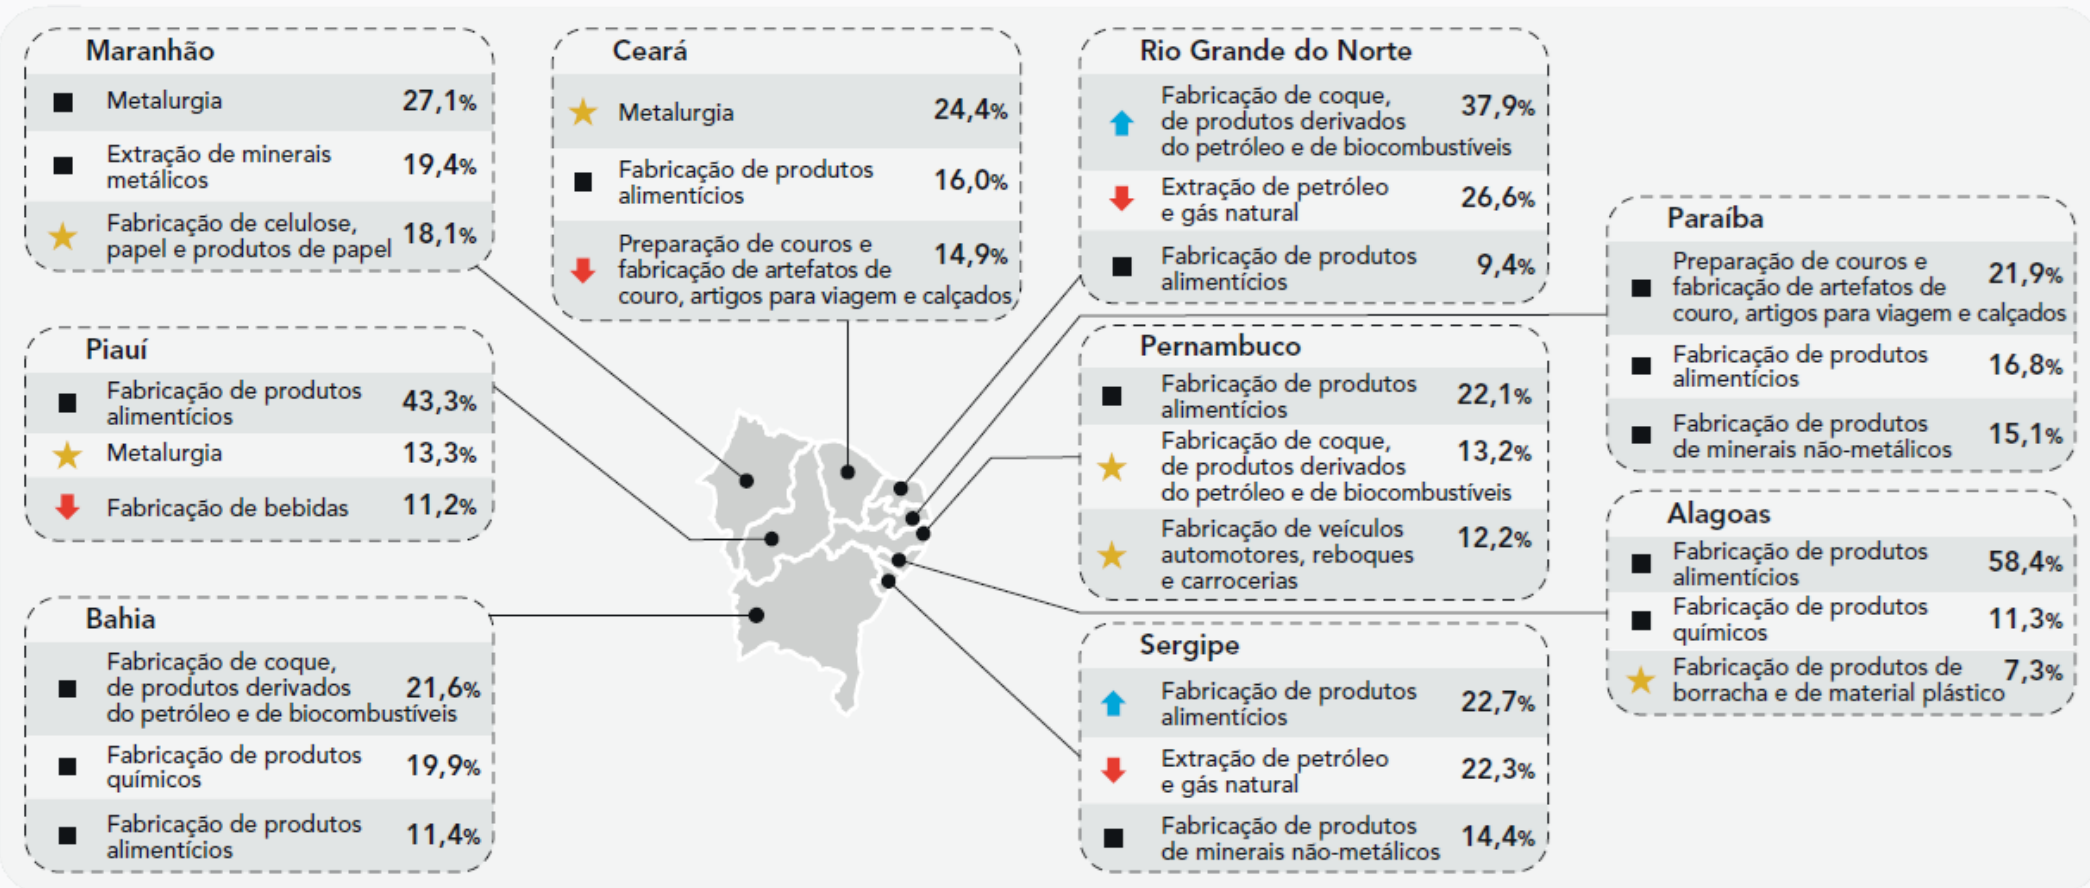 Maranhão
Metalurgia 27,1%
Extração de minerais
metálicos 19,4%
Fabricação de celulose,
papel e produtos de papel 18,1%
Ceará
Metalurgia 24,4%
Fabricação de produtos
alimentícios 16,0%
Preparação de couros e
fabricação de artefatos de
couro, artigos para viagem e calçados
14,9%
Rio Grande do Norte
Fabricação de coque,
de produtos derivados
do petróleo e de biocombustíveis
37,9%
Extração de petróleo
e gás natural 26,6%
Fabricação de produtos
alimentícios 9,4%
Paraíba
Preparação de couros e
fabricação de artefatos de
couro, artigos para viagem e calçados
21,9%
Fabricação de produtos
alimentícios 16,8%
Fabricação de produtos
de minerais não-metálicos 15,1%
Piauí
Fabricação de produtos
alimentícios 43,3%
Metalurgia 13,3%
Fabricação de bebidas 11,2%
Pernambuco
Fabricação de produtos
alimentícios 22,1%
Fabricação de coque,
de produtos derivados
do petróleo e de biocombustíveis
13,2%
Fabricação de veículos
automotores, reboques
e carrocerias
12,2%
Alagoas
Fabricação de produtos
alimentícios 58,4%
Fabricação de produtos
químicos 11,3%
Fabricação de produtos de
borracha e de material plástico
7,3%
Bahia
Fabricação de coque,
de produtos derivados
do petróleo e de biocombustíveis
21,6%
Fabricação de produtos
químicos 19,9%
Fabricação de produtos
alimentícios 11,4%
Sergipe
Fabricação de produtos
alimentícios 22,7%
Extração de petróleo
e gás natural 22,3%
Fabricação de produtos
de minerais não-metálicos 14,4%